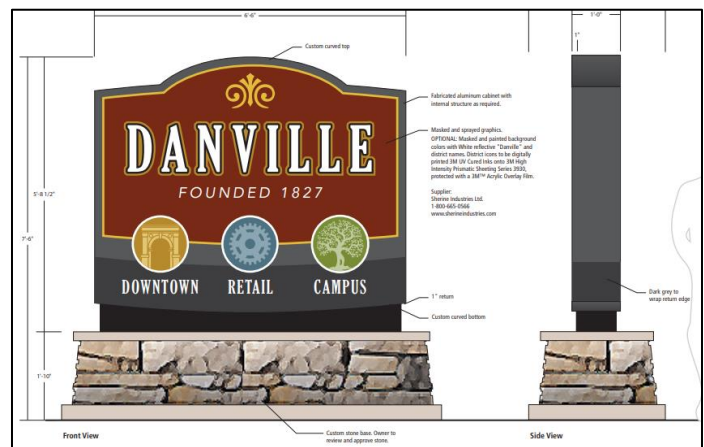 6'-6"
1'-0"
1"
Custom curved top
Fabricated aluminum cabinet with
internal structure as required.
Masked and sprayed graphics.
OPTIONAL: Masked and painted background
colors with White reflective "Danville" and
district names. District icons to be digitally
printed 3M UV Cured Inks onto 3M High
Intensity Prismatic Sheeting Series 3930,
protected with a 3M™ Acrylic Overlay Film.
Supplier:
Sherine Industries Ltd.
1-800-665-0566
www.sherineindustries.com
DANVILLE
FOUNDED 1827
DOWNTOWN RETAIL CAMPUS
5'-8 1/2"
7'-6"
1'-10"
1" return
Custom curved bottom
Dark grey to
wrap return edge
Custom stone base. Owner to
review and approve stone.
Front View
Side View